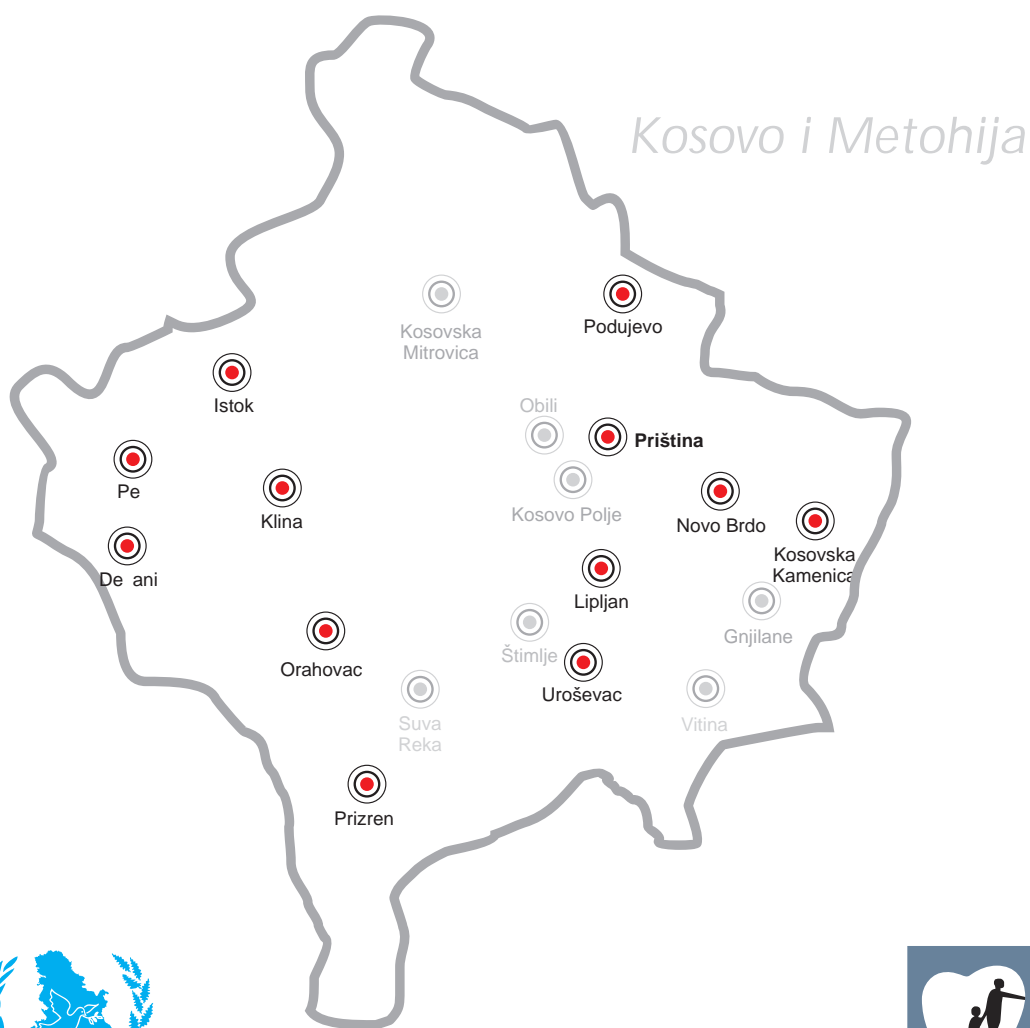 Kosovo i Metohija
Podujevo
Kosovska
Mitrovica
Istok
Obili
Priština
Pe
Klina
Kosovo Polje
Novo Brdo
Kosovska
Kamenica
De ani
Lipljan
Gnjilane
Štimlje
Orahovac
Uroševac
Suva
Reka
Vitina
Prizren